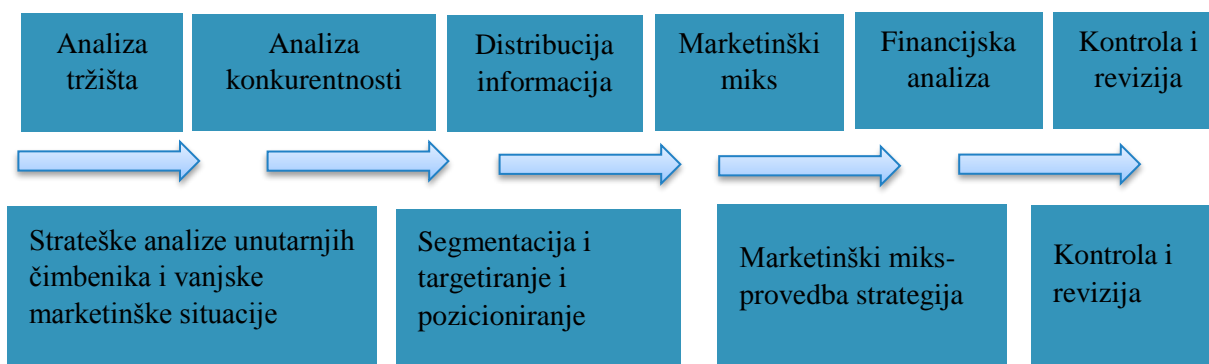 Analiza
tržišta
Analiza
konkurentnosti
Distribucija
informacija
Marketinški
miks
Financijska
analiza
Kontrola i
revizija
Strateške analize unutarnjih
čimbenika i vanjske
marketinške situacije
Segmentacija i
targetiranje i
pozicioniranje
Marketinški miks-
provedba strategija
Kontrola i
revizija